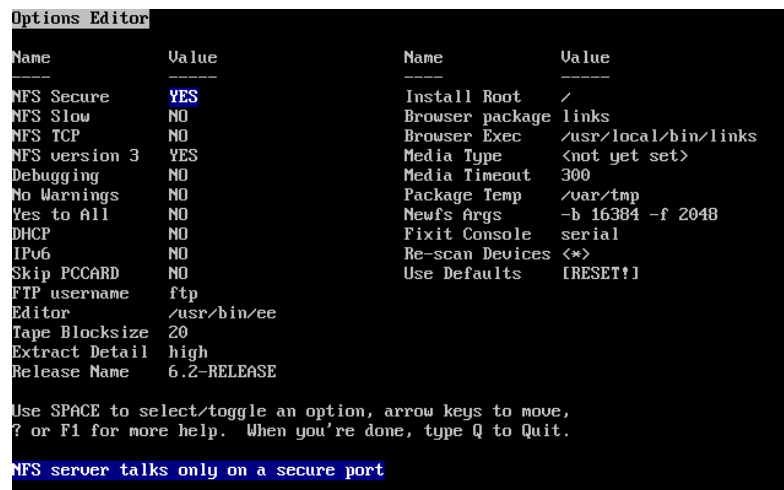 Options Editor
Name Value Name Value
---- ----- ---- -----
NFS Secure YES Install Root /
NFS Slow NO Browser package links
NFS TCP NO Browser Exec /usr/local/bin/links
NFS version 3 YES Media Type <not yet set>
Debugging NO Media Timeout 300
No Warnings NO Package Temp /var/tmp
Yes to All NO Newfs Args -b 16384 -f 2048
DHCP NO Fixit Console serial
IPv6 NO Re-scan Devices <*>
Skip PCCARD NO Use Defaults [RESET!]
FTP username ftp
Editor /usr/bin/ee
Tape Blocksize 20
Extract Detail high
Release Name 6.2-RELEASE
Use SPACE to select/toggle an option, arrow keys to move,
? or F1 for more help. When you're done, type Q to Quit.
NFS server talks only on a secure port